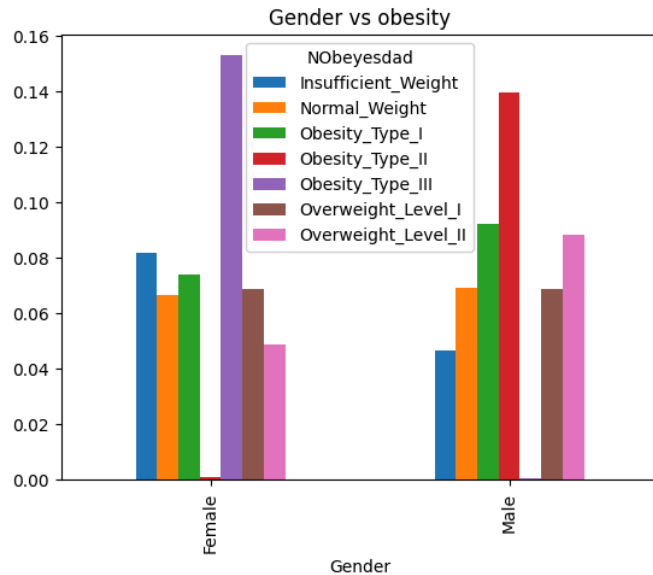 Gender vs obesity
0.16
0.14
0.12
0.10
0.08
0.06
0.04
0.02
0.00
NObeyesdad
Insufficient_Weight
Normal_Weight
Obesity_Type_I
Obesity_Type_II
Obesity_Type_III
Overweight_Level_I
Overweight_Level_II
Female
Male
Gender